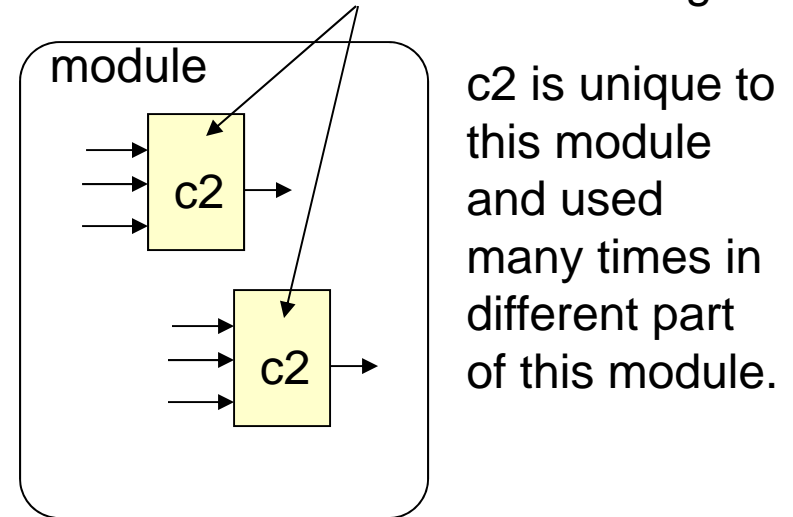 module
c2
c2
c2 is unique to
this module
and used
many times in
different part
of this module.